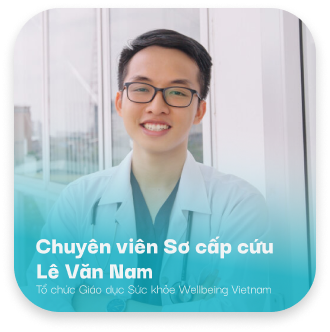 Chuyên viên Sơ cấp cứu
Lê Văn Nam
Tổ chức Giáo dục Sức khỏe Wellbeing Vietnam